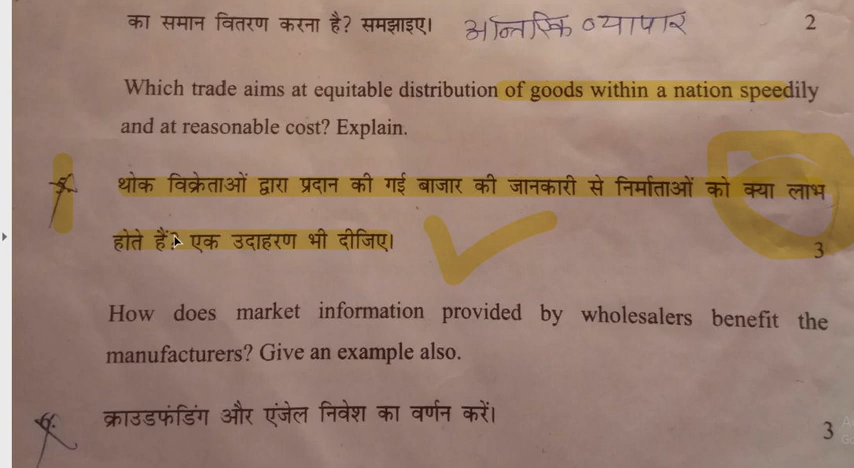 का समान वितरण करना है? समझाइए। आन्तरिक व्यापार 2
Which trade aims at equitable distribution of goods within a nation speedily
and at reasonable cost? Explain.
थोक विक्रेताओं द्वारा प्रदान की गई बाजार की जानकारी से निर्माताओं को क्या लाभ
होते हैं? एक उदाहरण भी दीजिए। 3
How does market information provided by wholesalers benefit the
manufacturers? Give an example also.
क्राउडफंडिंग और एंजेल निवेश का वर्णन करें। 3